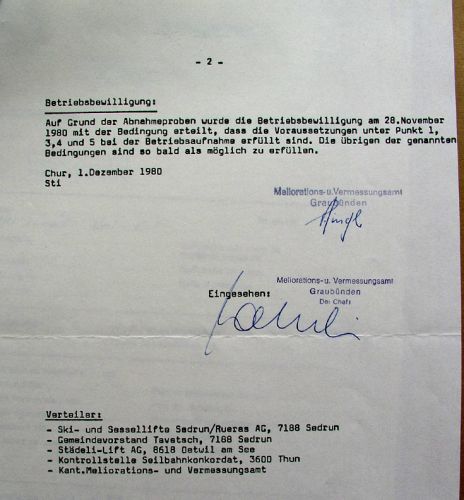 - 2 -
Betriebsbewilligung:
Auf Grund der Abnahmeproben wurde die Betriebsbewilligung am 28.November
1980 mit der Bedingung erteilt, dass die Voraussetzungen unter Punkt 1,
3,4 und 5 bei der Betriebsaufnahme erfüllt sind. Die übrigen der genannten
Bedingungen sind so bald als möglich zu erfüllen.
Chur, 1.Dezember 1980
Sti
Meliorations-u.Vermessungsamt
Graubünden
Meliorations-u. Vermessungsamt
Graubünden
Der Chef:
Eingesehen:
Verteiler:
- Ski- und Sessellifte Sedrun/Rueras AG, 7188 Sedrun
- Gemeindevorstand Tavetsch, 7188 Sedrun
- Städeli-Lift AG, 8618 Oetwil am See
- Kontrollstelle Seilbahnkonkordat, 3600 Thun
- Kant.Meliorations- und Vermessungsamt